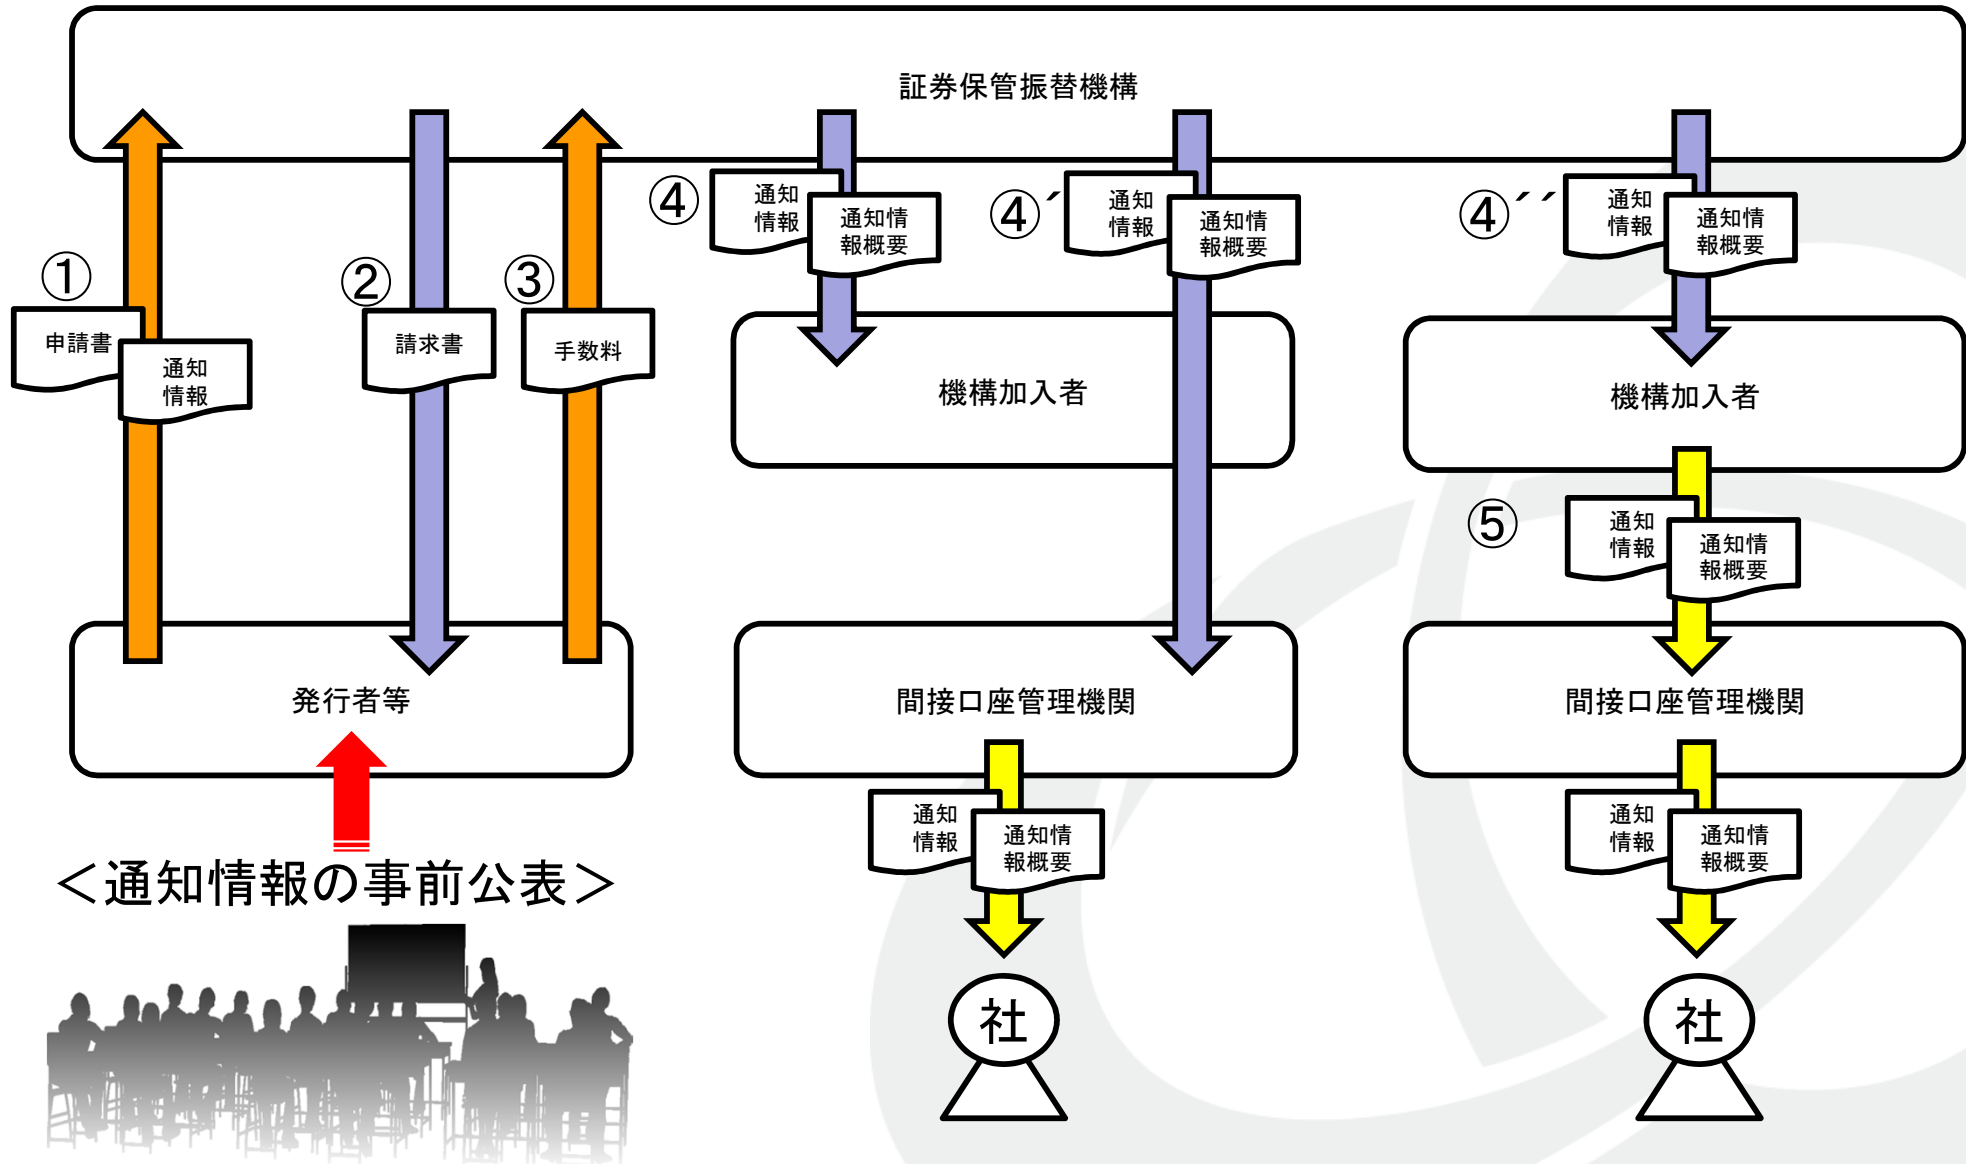 証券保管振替機構
①
申請書
通知
情報
②
請求書
③
手数料
④
通知
情報
通知情
報概要
④´
通知
情報
通知情
報概要
④´´
通知
情報
通知情
報概要
機構加入者
機構加入者
⑤
通知
情報
通知情
報概要
発行者等
間接口座管理機関
間接口座管理機関
通知
情報
通知情
報概要
通知
情報
通知情
報概要
＜通知情報の事前公表＞
社
社